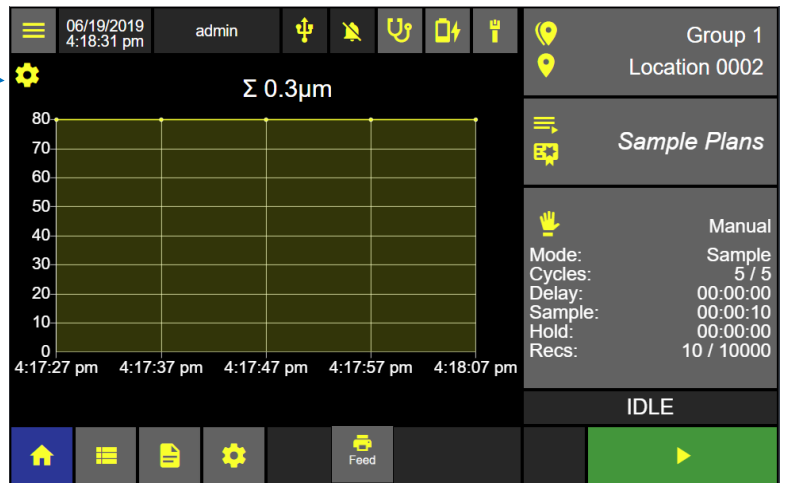 06/19/2019
4:18:31 pm
admin
Group 1
Location 0002
Σ 0.3µm
80
70
60
50
40
30
20
10
0
4:17:27 pm 4:17:37 pm 4:17:47 pm 4:17:57 pm 4:18:07 pm
Sample Plans
Manual
Mode: Sample
Cycles: 5 / 5
Delay: 00:00:00
Sample: 00:00:10
Hold: 00:00:00
Recs: 10 / 10000
IDLE
Feed